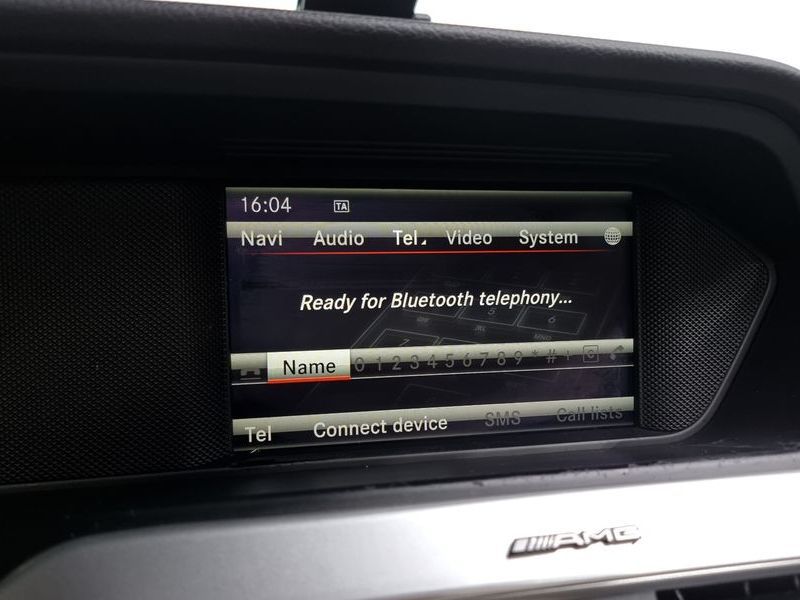 16:04 TA
Navi Audio Tel Video System
Ready for Bluetooth telephony...
Name 0 1 2 3 4 5 6 7 8 9 * # +
Tel Connect device SMS Call lists
AMG